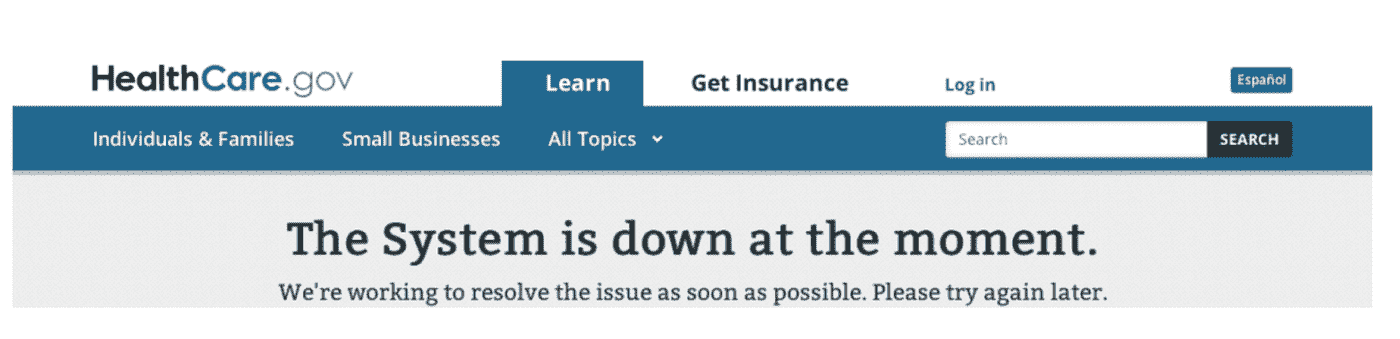 HealthCare.gov Learn Get Insurance Log in Español
Individuals & Families Small Businesses All Topics Search SEARCH
The System is down at the moment.
We're working to resolve the issue as soon as possible. Please try again later.